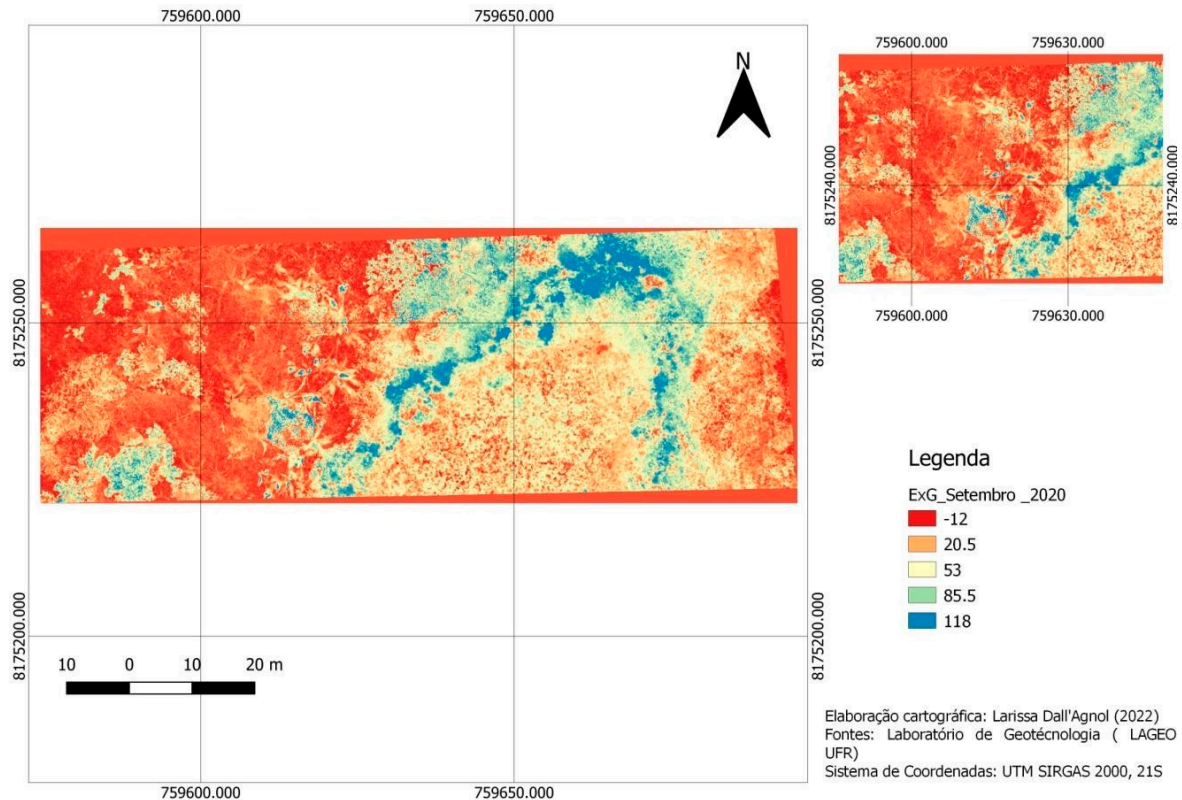 759600.000
759650.000
N
8175250.000
8175250.000
8175200.000
8175200.000
10 0 10 20 m
759600.000
759650.000
759600.000
759630.000
8175240.000
8175240.000
759600.000
759630.000
Legenda
ExG_Setembro _2020
-12
20.5
53
85.5
118
Elaboração cartográfica: Larissa Dall'Agnol (2022)
Fontes: Laboratório de Geotécnologia ( LAGEO
UFR)
Sistema de Coordenadas: UTM SIRGAS 2000, 21S